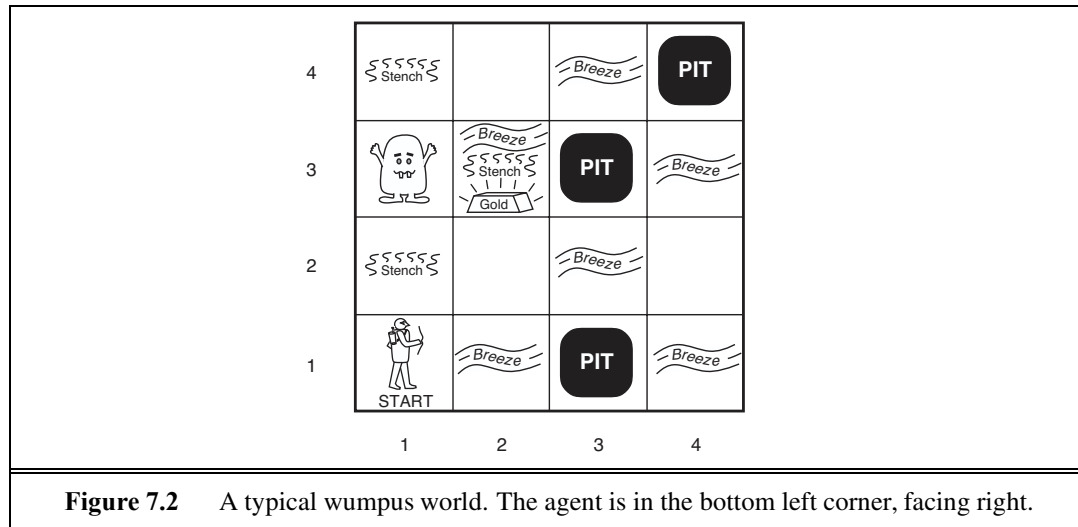 4 Stench Breeze PIT
Breeze
3 Stench PIT Breeze
Gold
2 Stench Breeze
1 Breeze PIT Breeze
START
1 2 3 4
Figure 7.2 A typical wumpus world. The agent is in the bottom left corner, facing right.